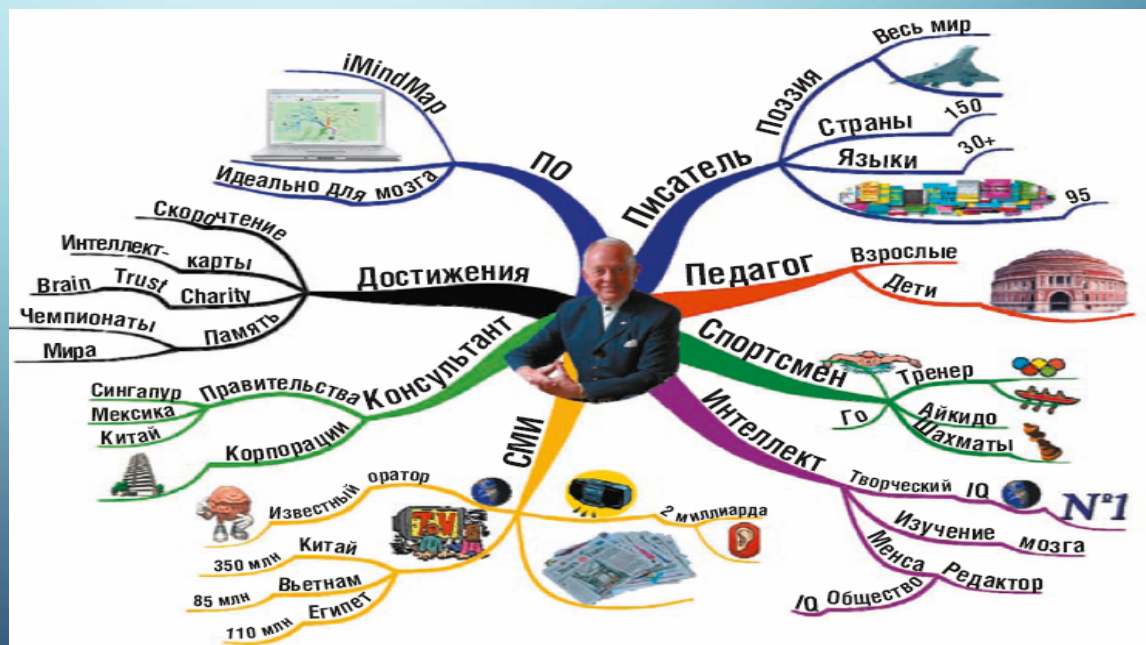 ПО
iMindMap
Идеально для мозга
Писатель
Поэзия
Весь мир
Страны
150
Языки
30+
95
Педагог
Взрослые
Дети
Спортсмен
Тренер
Айкидо
Шахматы
Го
Интеллект
Творческий IQ
№1
Изучение мозга
Менса
Редактор
IQ Общество
СМИ
2 миллиарда
Известный оратор
T V
Китай
350 млн
Вьетнам
85 млн
Египет
110 млн
Консультант
Правительства
Сингапур
Мексика
Китай
Корпорации
Достижения
Скорочтение
Интеллект-карты
Brain Trust Charity
Память
Чемпионаты
Мира